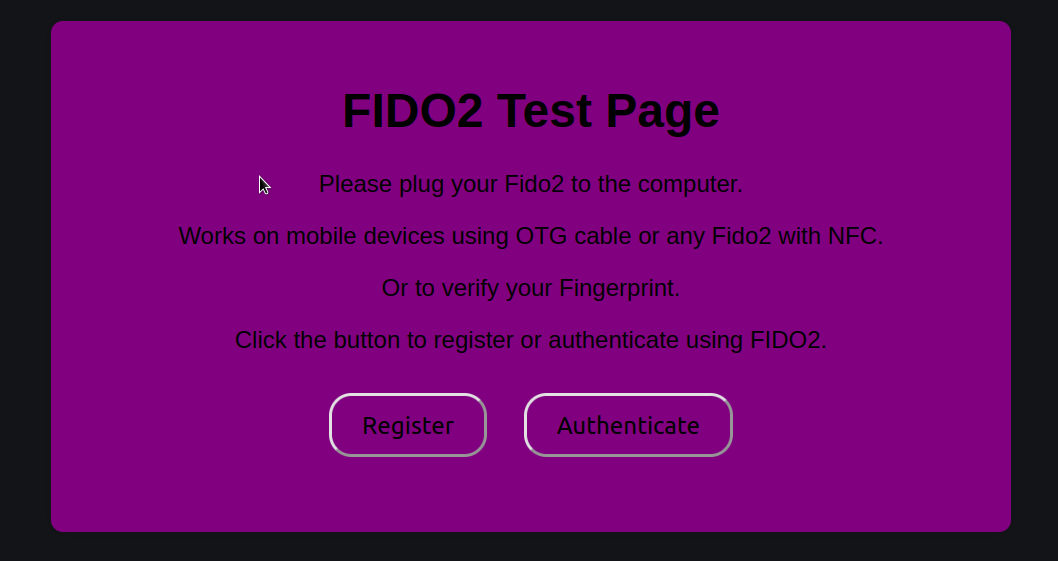 FIDO2 Test Page
Please plug your Fido2 to the computer.
Works on mobile devices using OTG cable or any Fido2 with NFC.
Or to verify your Fingerprint.
Click the button to register or authenticate using FIDO2.
Register
Authenticate